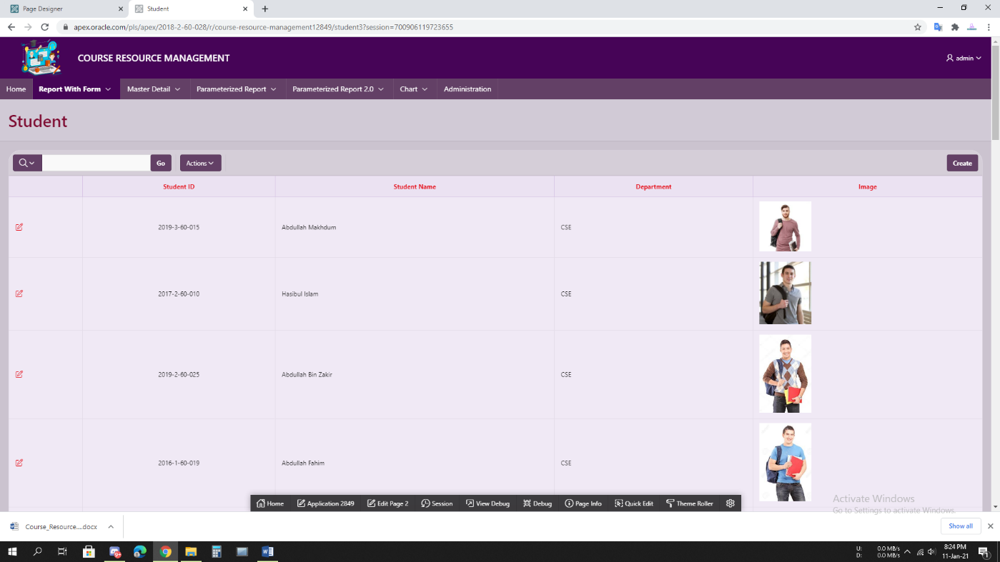 Page Designer
Student
apex.oracle.com/pls/apex/2018-2-60-028/r/course-resource-management12849/student3?session=700906119723655
COURSE RESOURCE MANAGEMENT
admin
Home Report With Form Master Detail Parameterized Report Parameterized Report 2.0 Chart Administration
Student
Go Actions Create
Student ID Student Name Department Image
2019-3-60-015 Abdullah Makhdum CSE
2017-2-60-010 Hasibul Islam CSE
2019-2-60-025 Abdullah Bin Zakir CSE
2016-1-60-019 Abdullah Fahim CSE
Home Application 2849 Edit Page 2 Session View Debug Debug Page Info Quick Edit Theme Roller
Activate Windows
Go to Settings to activate Windows.
Course_Resource....docx
Show all
U: 0.0 MB/s
D: 0.0 MB/s
8:24 PM
11-Jan-21
1